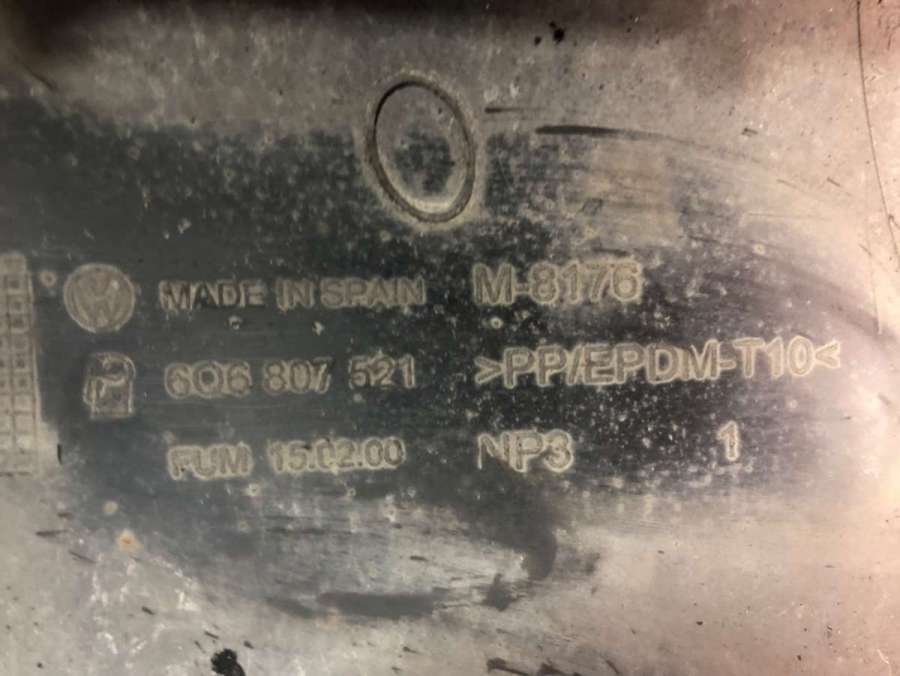 MADE IN SPAIN M-8176
6Q6 807 521 >PP/EPDM-T10<
FUM 15.02.00 NP3 1